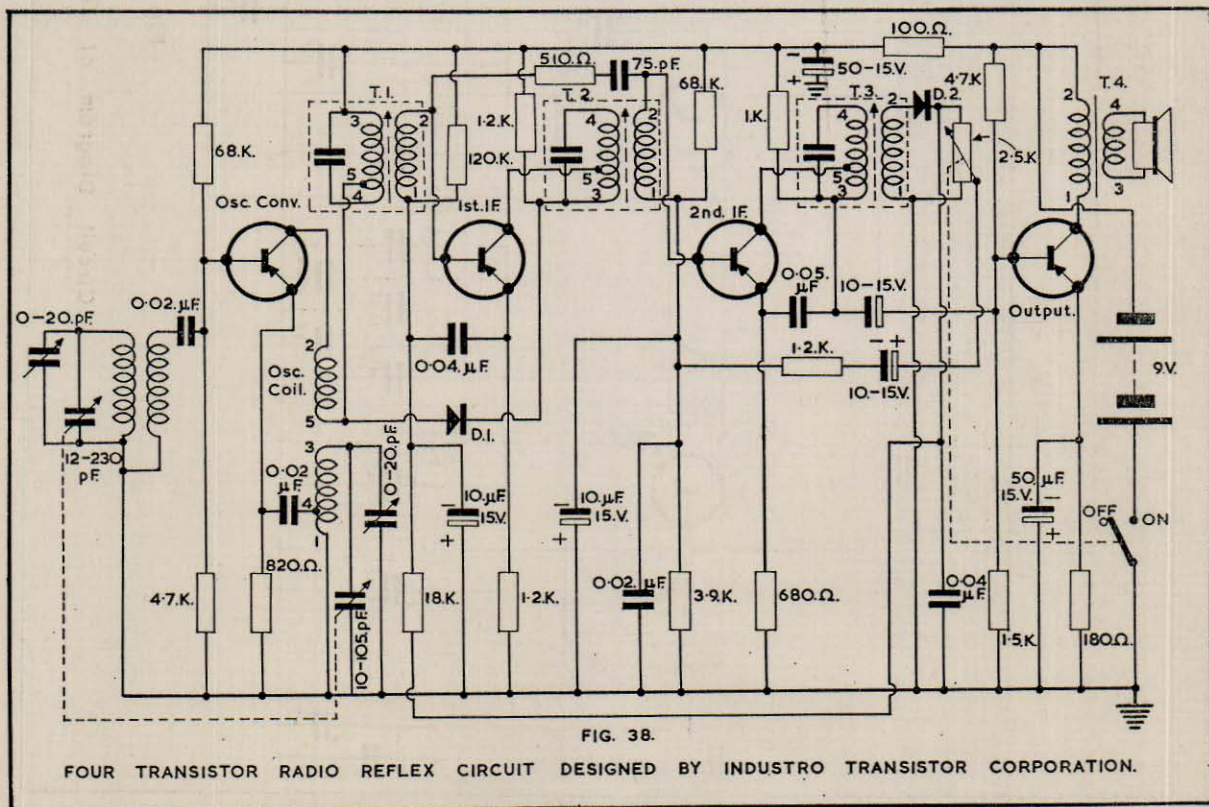 100.Ω.
510.Ω.
75.pF.
50-15.V.
T.1.
T.2.
T.3.
D.2.
T.4.
68.K.
4·7.K.
68.K.
1·2.K.
120.K.
1.K.
2·5.K
3
5
4
2
1
4
5
3
2
1
4
5
3
2
1
2
1
4
3
Osc. Conv.
1st. I.F.
2nd. I.F.
Output.
0·02.µF.
0-20.pF.
2
Osc.
Coil.
5
0·04.µF.
D.1.
0·05.
µF
10-15.V.
1·2.K.
10.-15.V.
9.V.
12-230
pF.
0·02
µF.
3
4
1
0-20.pF.
10.µF
15.V.
10.µF
15.V.
50.µF
15.V.
OFF
ON
4·7.K.
820.Ω.
10-105.pF.
18.K.
1·2.K.
0·02.µF.
3·9.K.
680.Ω.
0·04
µF.
1·5.K
180.Ω.
FIG. 38.
FOUR TRANSISTOR RADIO REFLEX CIRCUIT DESIGNED BY INDUSTRO TRANSISTOR CORPORATION.